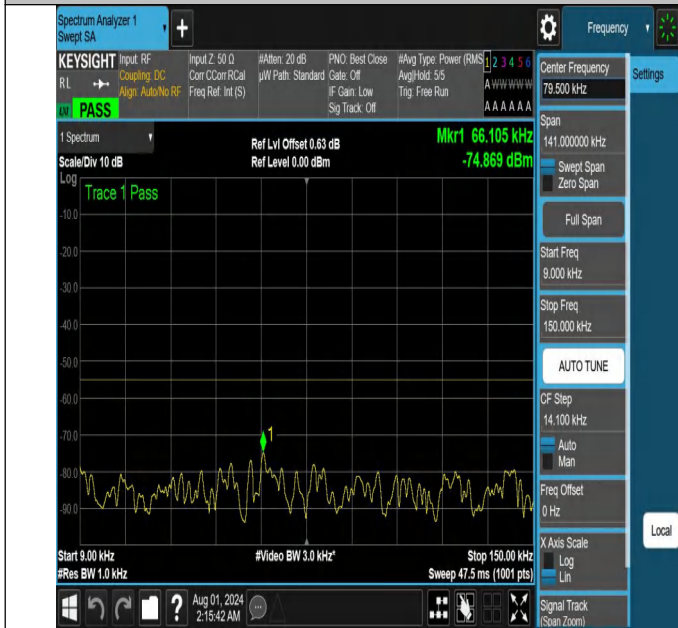 Spectrum Analyzer 1
Swept SA
+
Frequency
KEYSIGHT
RL
PASS
Input: RF
Coupling: DC
Align: Auto/No RF
Input Z: 50 Ω
Corr CCorr RCal
Freq Ref: Int (S)
#Atten: 20 dB
µW Path: Standard
PNO: Best Close
Gate: Off
IF Gain: Low
Sig Track: Off
#Avg Type: Power (RMS
Avg|Hold: 5/5
Trig: Free Run
1 2 3 4 5 6
A W W W W W
A A A A A A
Center Frequency
79.500 kHz
Settings
1 Spectrum
Scale/Div 10 dB
Ref Lvl Offset 0.63 dB
Ref Level 0.00 dBm
Mkr1 66.105 kHz
-74.869 dBm
Log
Trace 1 Pass
-10.0
-20.0
-30.0
-40.0
-50.0
-60.0
-70.0
-80.0
-90.0
1
Start 9.00 kHz
#Res BW 1.0 kHz
#Video BW 3.0 kHz*
Stop 150.00 kHz
Sweep 47.5 ms (1001 pts)
Span
141.000000 kHz
Swept Span
Zero Span
Full Span
Start Freq
9.000 kHz
Stop Freq
150.000 kHz
AUTO TUNE
CF Step
14.100 kHz
Auto
Man
Freq Offset
0 Hz
X Axis Scale
Log
Lin
Signal Track
(Span Zoom)
Local
?
Aug 01, 2024
2:15:42 AM